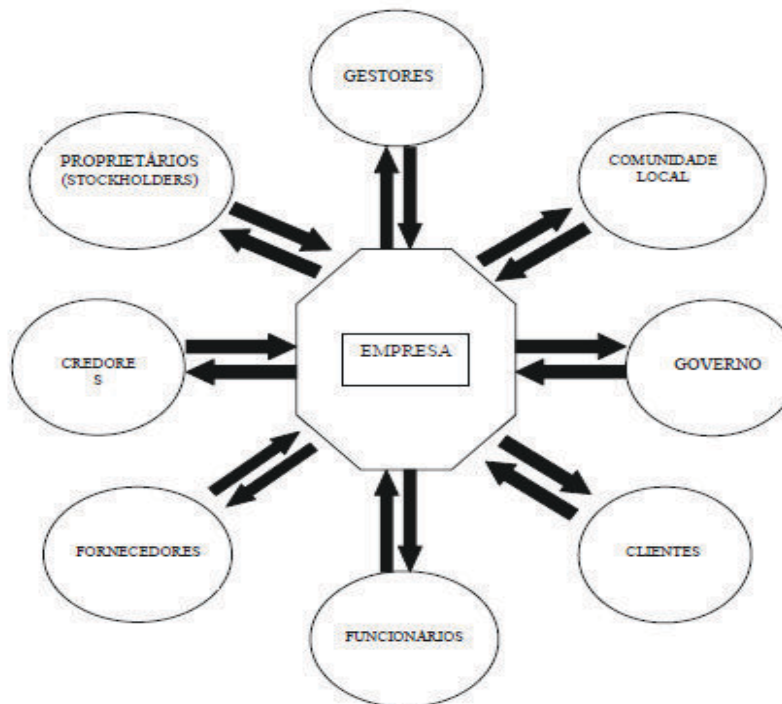 GESTORES
PROPRIETÁRIOS
(STOCKHOLDERS)
COMUNIDADE
LOCAL
EMPRESA
CREDORE
S
GOVERNO
FORNECEDORES
CLIENTES
FUNCIONÁRIOS